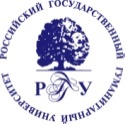 РОССИЙСКИЙ ГОСУДАРСТВЕННЫЙ ГУМАНИТАРНЫЙ УНИВЕРСИТЕТ
РГГУ